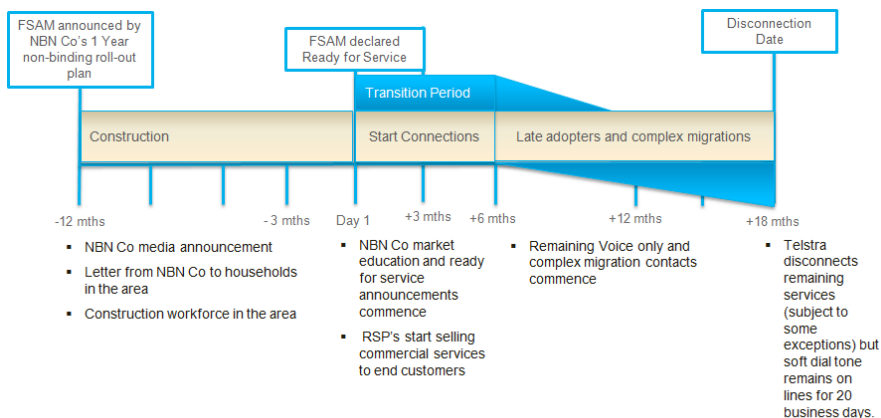 FSAM announced by
NBN Co's 1 Year
non-binding roll-out
plan
FSAM declared
Ready for Service
Disconnection
Date
Transition Period
Construction
Start Connections
Late adopters and complex migrations
-12 mths
- 3 mths
Day 1
+3 mths
+6 mths
+12 mths
+18 mths
▪ NBN Co media announcement
▪ Letter from NBN Co to households
in the area
▪ Construction workforce in the area
▪ NBN Co market
education and ready
for service
announcements
commence
▪ RSP's start selling
commercial services
to end customers
▪ Remaining Voice only and
complex migration contacts
commence
▪ Telstra
disconnects
remaining
services
(subject to
some
exceptions) but
soft dial tone
remains on
lines for 20
business days.